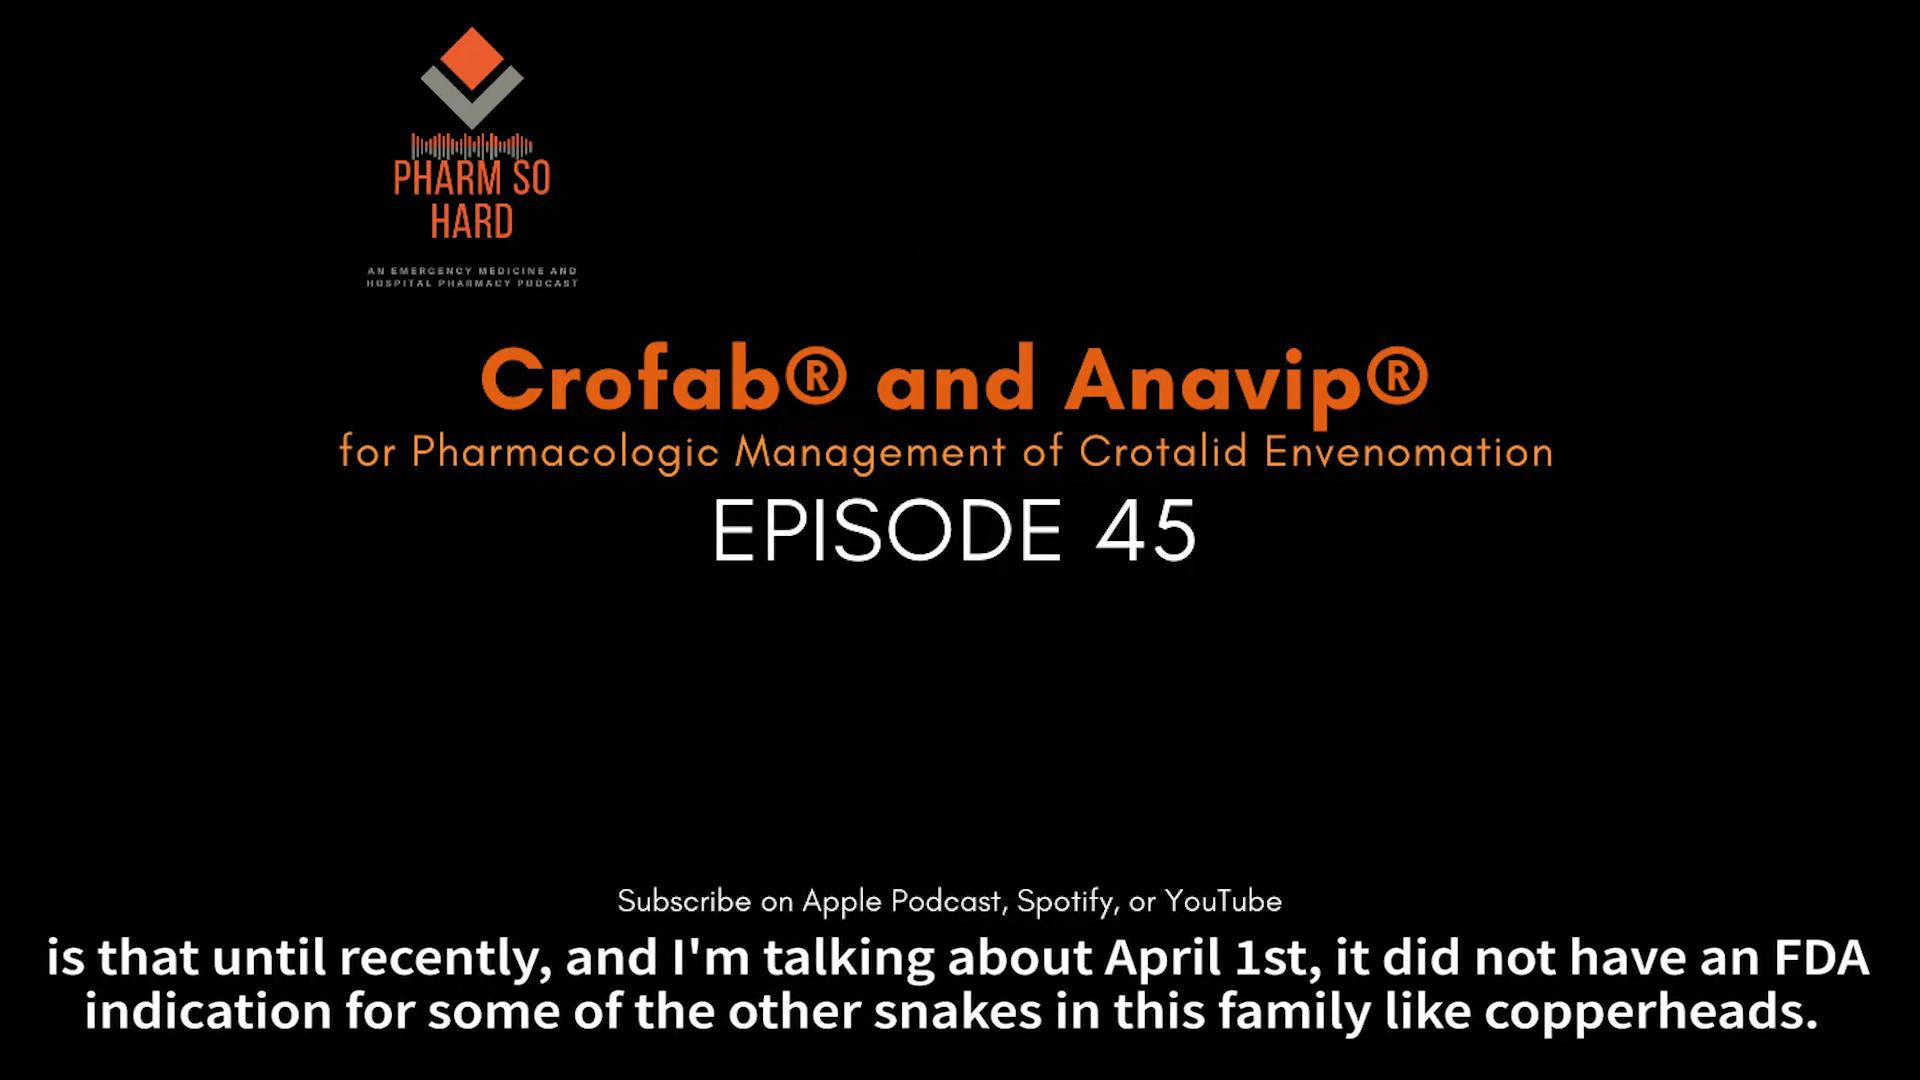 PHARM SO
HARD
AN EMERGENCY MEDICINE AND
HOSPITAL PHARMACY PODCAST
Crofab® and Anavip®
for Pharmacologic Management of Crotalid Envenomation
EPISODE 45
Subscribe on Apple Podcast, Spotify, or YouTube
is that until recently, and I'm talking about April 1st, it did not have an FDA
indication for some of the other snakes in this family like copperheads.